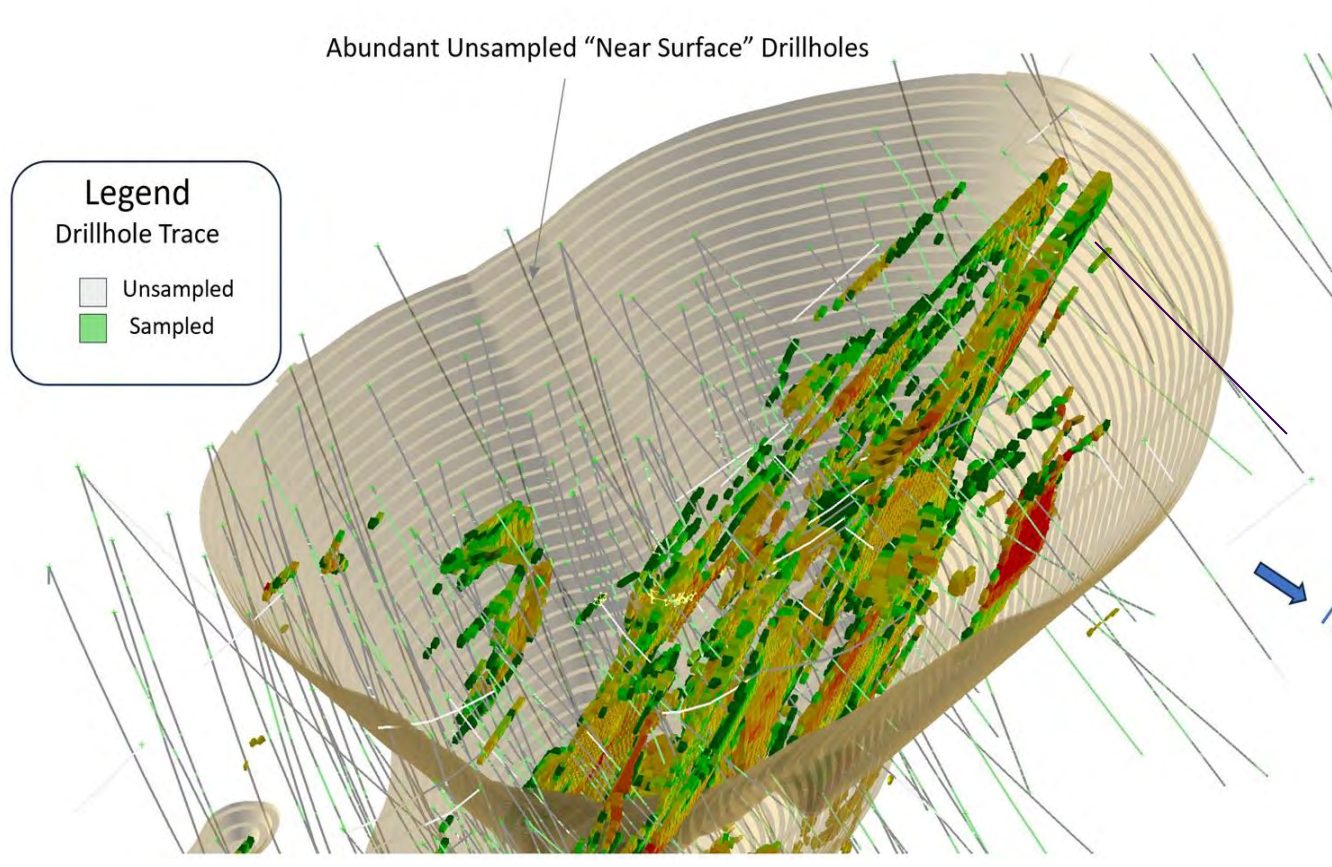 Abundant Unsampled “Near Surface” Drillholes
Legend
Drillhole Trace
Unsampled
Sampled